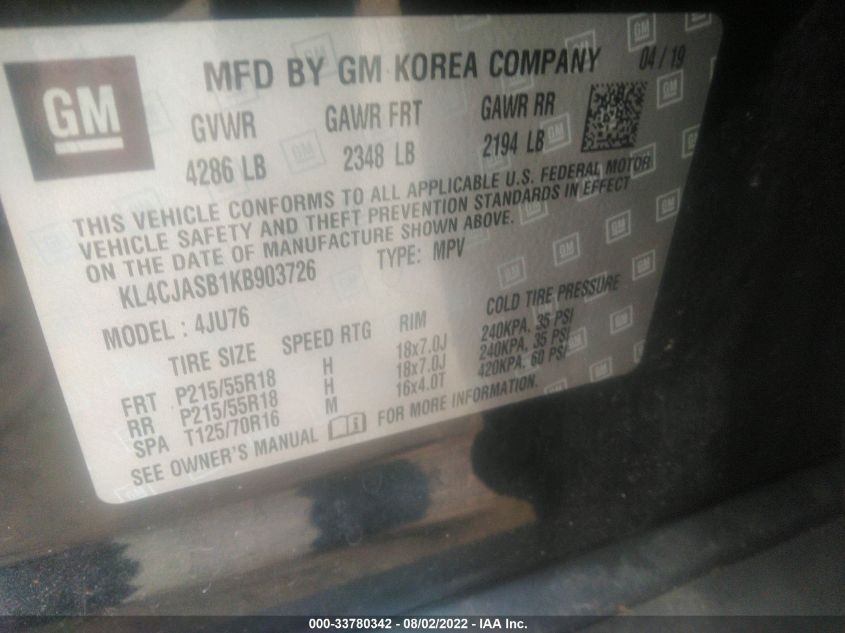 GM
MFD BY GM KOREA COMPANY 04/19
GVWR GAWR FRT GAWR RR
4286 LB 2348 LB 2194 LB
THIS VEHICLE CONFORMS TO ALL APPLICABLE U.S. FEDERAL MOTOR
VEHICLE SAFETY AND THEFT PREVENTION STANDARDS IN EFFECT
ON THE DATE OF MANUFACTURE SHOWN ABOVE.
KL4CJASB1KB903726 TYPE: MPV
MODEL: 4JU76
TIRE SIZE SPEED RTG RIM COLD TIRE PRESSURE
FRT P215/55R18 H 18x7.0J 240KPA, 35 PSI
RR P215/55R18 H 18x7.0J 240KPA, 35 PSI
SPA T125/70R16 M 16x4.0T 420KPA, 60 PSI
SEE OWNER'S MANUAL FOR MORE INFORMATION.
000-33780342 - 08/02/2022 - IAA Inc.